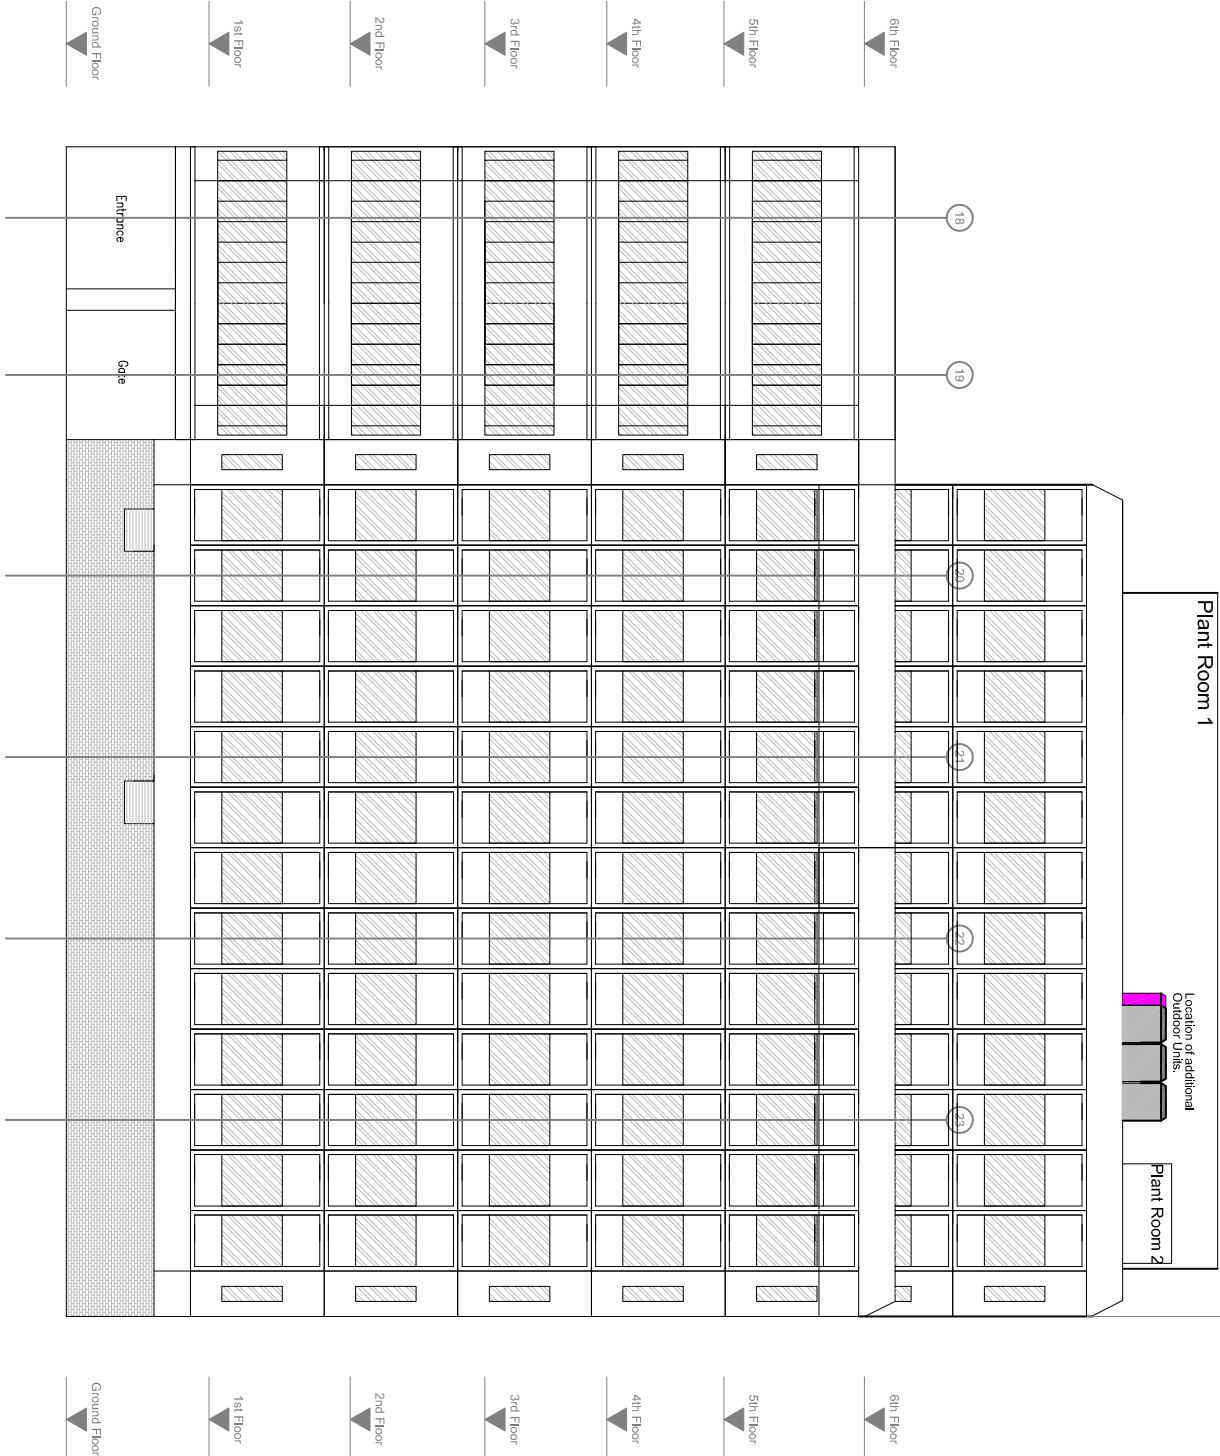 Ground Floor
1st Floor
2nd Floor
3rd Floor
4th Floor
5th Floor
6th Floor
Entrance
Gate
18
19
20
21
22
23
Plant Room 1
Location of additional
Outdoor Units.
Plant Room 2
Ground Floor
1st Floor
2nd Floor
3rd Floor
4th Floor
5th Floor
6th Floor